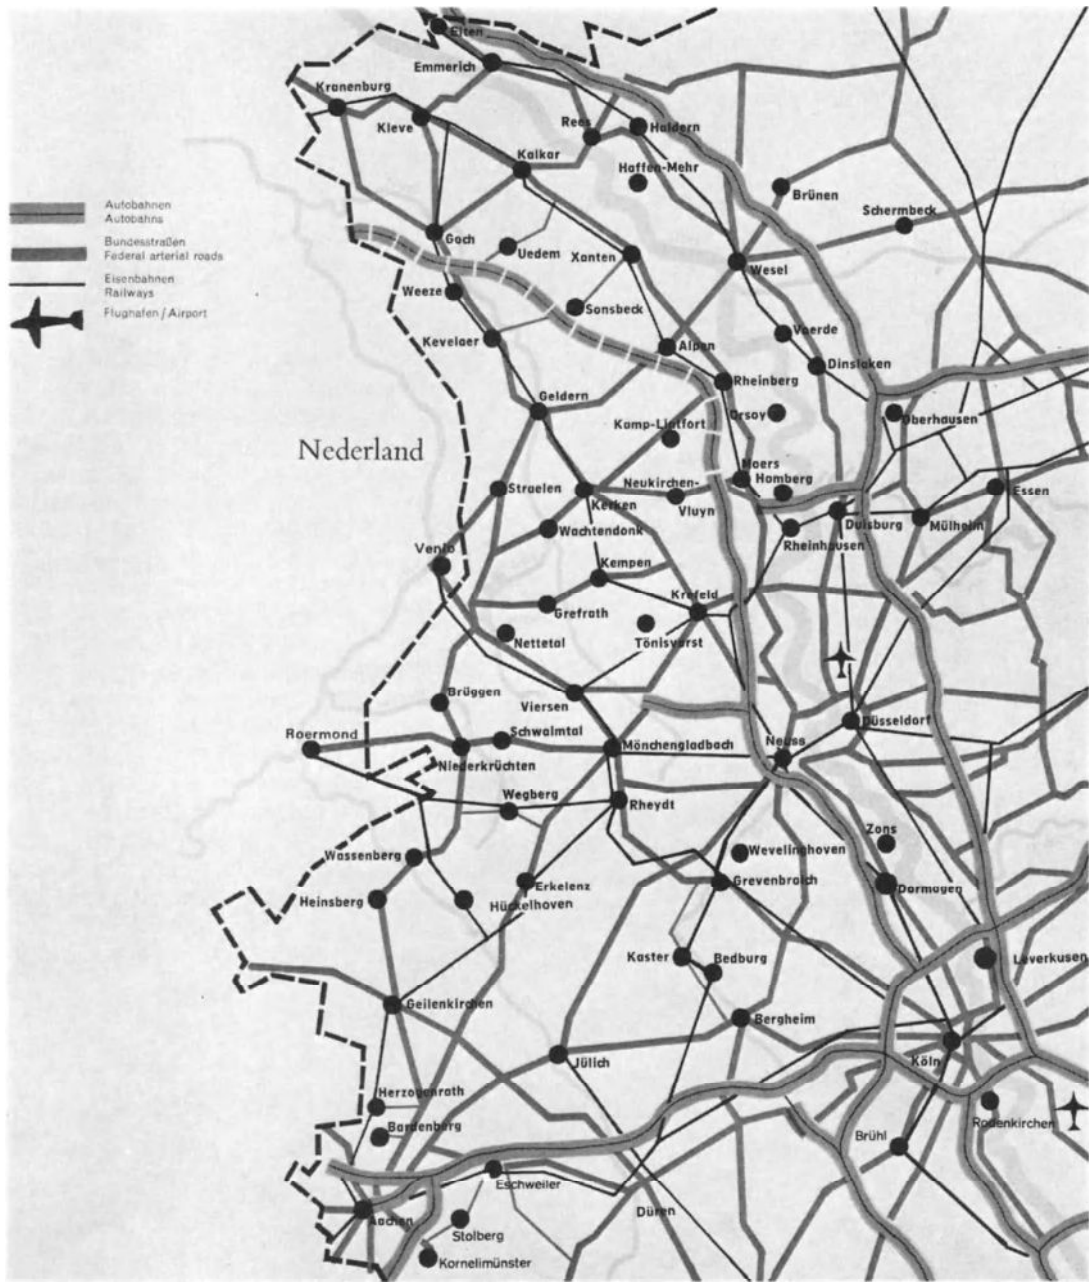 Elten
Emmerich
Kranenburg
Kleve
Rees
Haldern
Kalkar
Haffen-Mehr
Brünen
Schermbeck
Autobahnen
Autobahns
Bundesstraßen
Federal arterial roads
Eisenbahnen
Railways
Flughafen / Airport
Goch
Uedem
Xanten
Wesel
Weeze
Sonsbeck
Kevelaer
Voerde
Alpen
Dinslaken
Rheinberg
Geldern
Orsoy
Oberhausen
Kamp-Lintfort
Nederland
Moers
Homberg
Straelen
Kerken
Neukirchen-
Vluyn
Essen
Duisburg
Mülheim
Wachtendonk
Rheinhausen
Venlo
Kempen
Krefeld
Grefrath
Nettetal
Tönisvorst
Brüggen
Viersen
Düsseldorf
Roermond
Schwalmtal
Mönchengladbach
Neuss
Niederkrüchten
Wegberg
Rheydt
Zons
Wassenberg
Wevelinghoven
Erkelenz
Grevenbroich
Dormagen
Heinsberg
Hückelhoven
Kaster
Bedburg
Leverkusen
Geilenkirchen
Bergheim
Jülich
Köln
Herzogenrath
Bardenberg
Rodenkirchen
Brühl
Eschweiler
Aachen
Düren
Stolberg
Kornelimünster